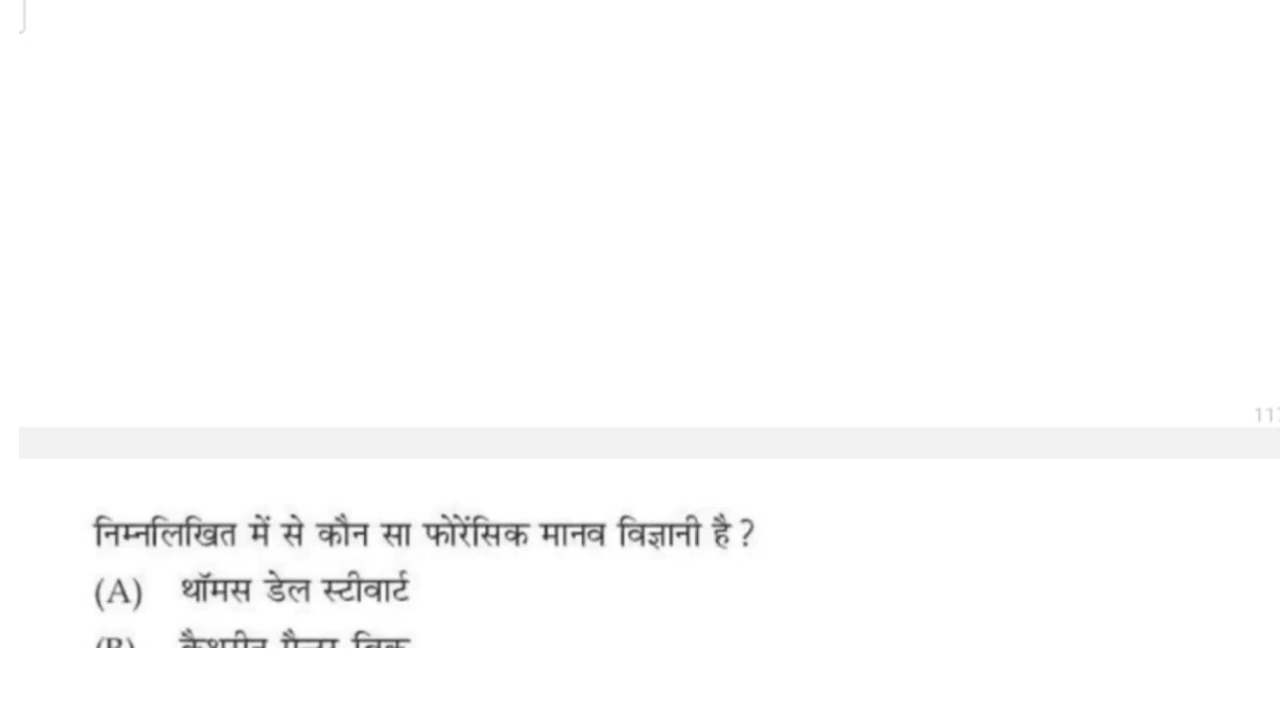 निम्नलिखित में से कौन सा फोरेंसिक मानव विज्ञानी है ?
(A) थॉमस डेल स्टीवार्ट
(B)